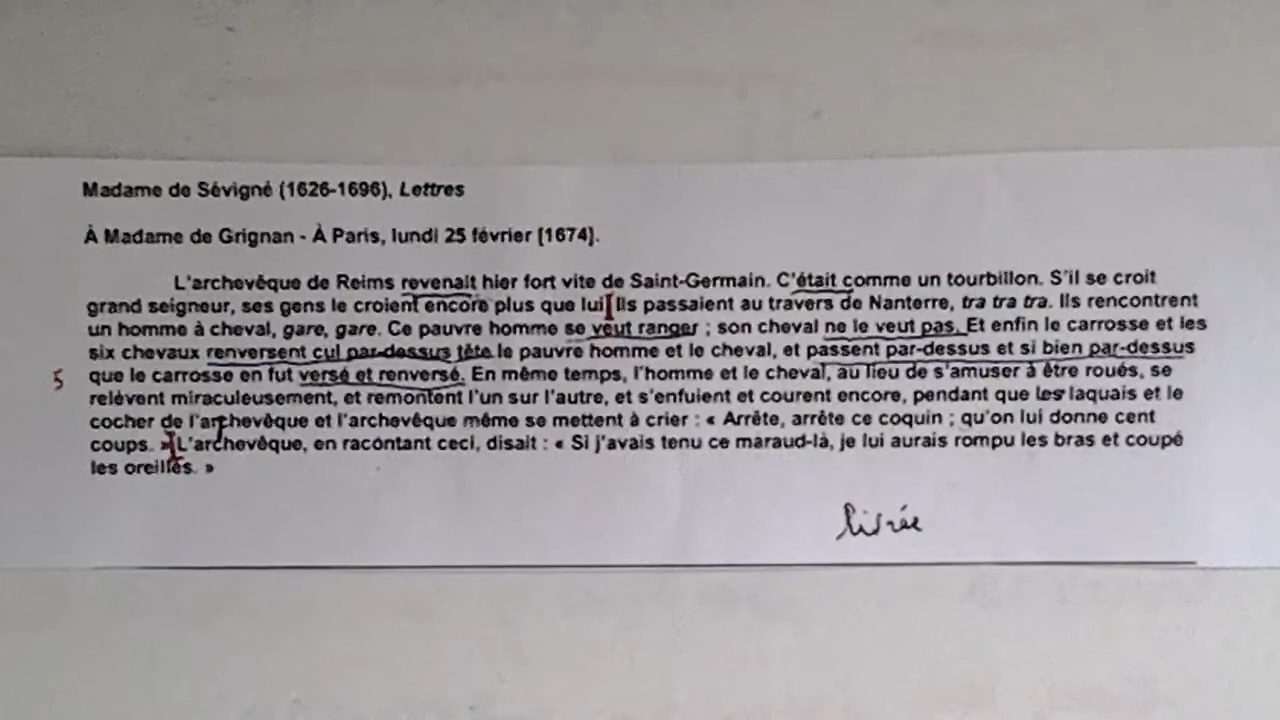 Madame de Sévigné (1626-1696), Lettres
À Madame de Grignan - À Paris, lundi 25 février [1674].
L'archevêque de Reims revenait hier fort vite de Saint-Germain. C'était comme un tourbillon. S'il se croit
grand seigneur, ses gens le croient encore plus que lui. Ils passaient au travers de Nanterre, tra tra tra. Ils rencontrent
un homme à cheval, gare, gare. Ce pauvre homme se veut ranger ; son cheval ne le veut pas. Et enfin le carrosse et les
six chevaux renversent cul par-dessus tête le pauvre homme et le cheval, et passent par-dessus et si bien par-dessus
5 que le carrosse en fut versé et renversé. En même temps, l'homme et le cheval, au lieu de s'amuser à être roués, se
relèvent miraculeusement, et remontent l'un sur l'autre, et s'enfuient et courent encore, pendant que les laquais et le
cocher de l'archevêque et l'archevêque même se mettent à crier : « Arrête, arrête ce coquin ; qu'on lui donne cent
coups. » L'archevêque, en racontant ceci, disait : « Si j'avais tenu ce maraud-là, je lui aurais rompu les bras et coupé
les oreilles. »
livrée